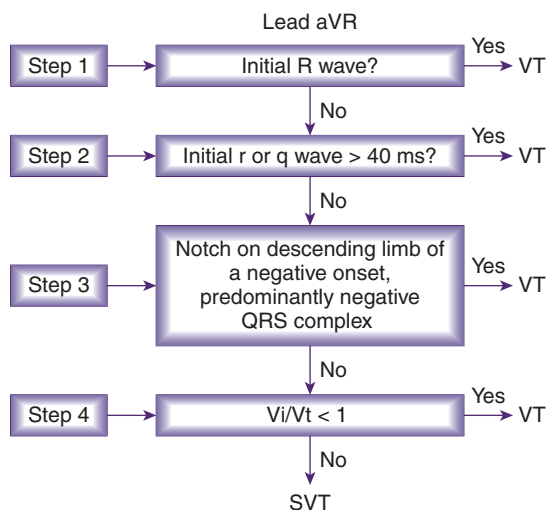 Lead aVR
Step 1
Initial R wave?
Yes
VT
No
Step 2
Initial r or q wave > 40 ms?
Yes
VT
No
Step 3
Notch on descending limb of
a negative onset,
predominantly negative
QRS complex
Yes
VT
No
Step 4
Vi/Vt < 1
Yes
VT
No
SVT